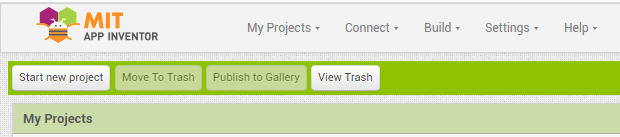 MIT
APP INVENTOR
My Projects Connect Build Settings Help
Start new project Move To Trash Publish to Gallery View Trash
My Projects